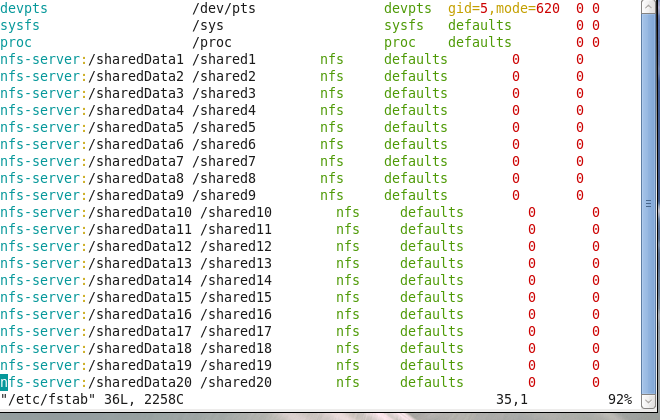 devpts /dev/pts devpts gid=5,mode=620 0 0
sysfs /sys sysfs defaults 0 0
proc /proc proc defaults 0 0
nfs-server:/sharedData1 /shared1 nfs defaults 0 0
nfs-server:/sharedData2 /shared2 nfs defaults 0 0
nfs-server:/sharedData3 /shared3 nfs defaults 0 0
nfs-server:/sharedData4 /shared4 nfs defaults 0 0
nfs-server:/sharedData5 /shared5 nfs defaults 0 0
nfs-server:/sharedData6 /shared6 nfs defaults 0 0
nfs-server:/sharedData7 /shared7 nfs defaults 0 0
nfs-server:/sharedData8 /shared8 nfs defaults 0 0
nfs-server:/sharedData9 /shared9 nfs defaults 0 0
nfs-server:/sharedData10 /shared10 nfs defaults 0 0
nfs-server:/sharedData11 /shared11 nfs defaults 0 0
nfs-server:/sharedData12 /shared12 nfs defaults 0 0
nfs-server:/sharedData13 /shared13 nfs defaults 0 0
nfs-server:/sharedData14 /shared14 nfs defaults 0 0
nfs-server:/sharedData15 /shared15 nfs defaults 0 0
nfs-server:/sharedData16 /shared16 nfs defaults 0 0
nfs-server:/sharedData17 /shared17 nfs defaults 0 0
nfs-server:/sharedData18 /shared18 nfs defaults 0 0
nfs-server:/sharedData19 /shared19 nfs defaults 0 0
nfs-server:/sharedData20 /shared20 nfs defaults 0 0
"/etc/fstab" 36L, 2258C 35,1 92%